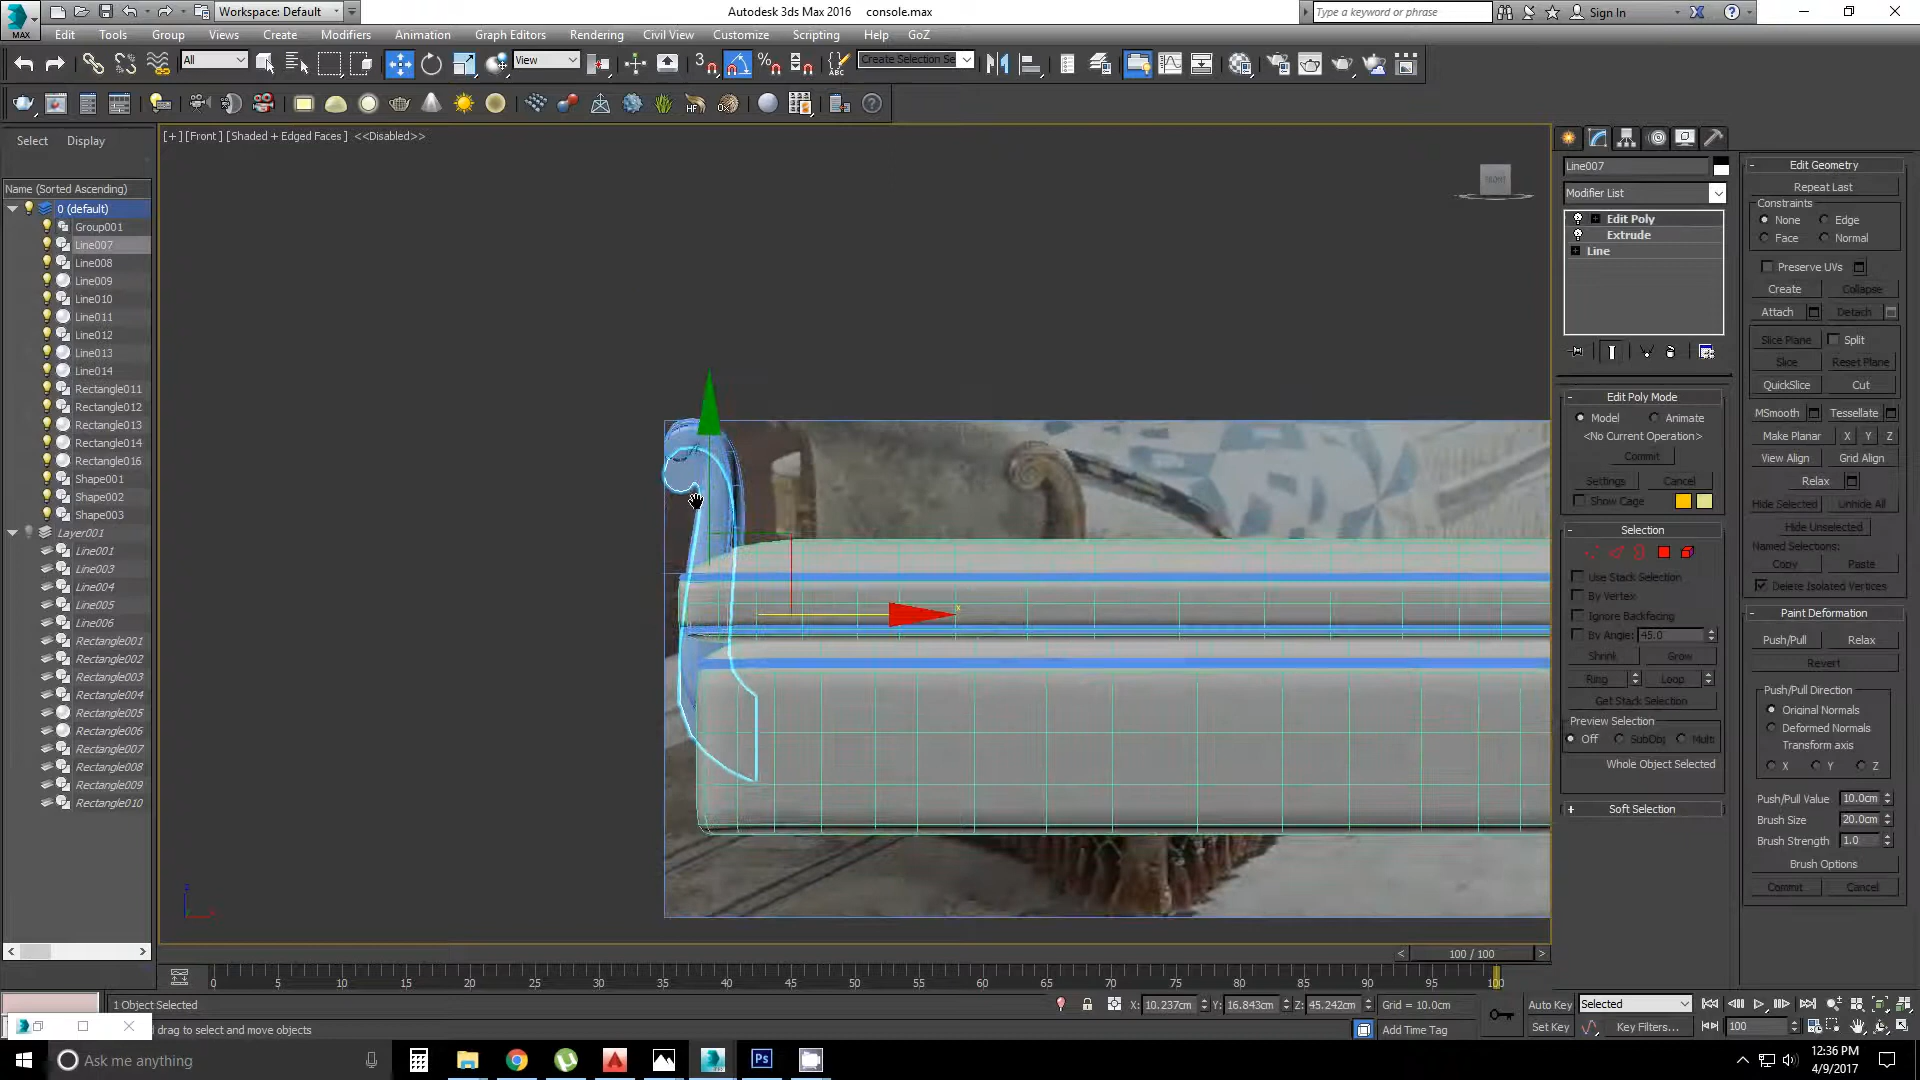 Workspace: Default
Autodesk 3ds Max 2016 console.max
Type a keyword or phrase
Sign In
MAX
Edit Tools Group Views Create Modifiers Animation Graph Editors Rendering Civil View Customize Scripting Help GoZ
All
View
3
Create Selection Se
HF
Select Display
[+] [Front] [Shaded + Edged Faces] <<Disabled>>
FRONT
Name (Sorted Ascending)
0 (default)
Group001
Line007
Line008
Line009
Line010
Line011
Line012
Line013
Line014
Rectangle011
Rectangle012
Rectangle013
Rectangle014
Rectangle016
Shape001
Shape002
Shape003
Layer001
Line001
Line003
Line004
Line005
Line006
Rectangle001
Rectangle002
Rectangle003
Rectangle004
Rectangle005
Rectangle006
Rectangle007
Rectangle008
Rectangle009
Rectangle010
Line007
Modifier List
Edit Poly
Extrude
Line
Edit Poly Mode
Model Animate
<No Current Operation>
Commit
Settings Cancel
Show Cage
Selection
Use Stack Selection
By Vertex
Ignore Backfacing
By Angle: 45.0
Shrink Grow
Ring Loop
Get Stack Selection
Preview Selection
Off SubObj Multi
Whole Object Selected
Soft Selection
Edit Geometry
Repeat Last
Constraints
None Edge
Face Normal
Preserve UVs
Create Collapse
Attach Detach
Slice Plane Split
Slice Reset Plane
QuickSlice Cut
MSmooth Tessellate
Make Planar X Y Z
View Align Grid Align
Relax
Hide Selected Unhide All
Hide Unselected
Named Selections:
Copy Paste
Delete Isolated Vertices
Paint Deformation
Push/Pull Relax
Revert
Push/Pull Direction
Original Normals
Deformed Normals
Transform axis
X Y Z
Push/Pull Value 10.0cm
Brush Size 20.0cm
Brush Strength 1.0
Brush Options
Commit Cancel
100 / 100
0 5 10 15 20 25 30 35 40 45 50 55 60 65 70 75 80 85 90 95 100
1 Object Selected
X: 10.237cm Y: 16.843cm Z: 45.242cm Grid = 10.0cm
Auto Key Selected
drag to select and move objects
Add Time Tag
Set Key Key Filters... 100
Ask me anything
Ps
12:36 PM
4/9/2017